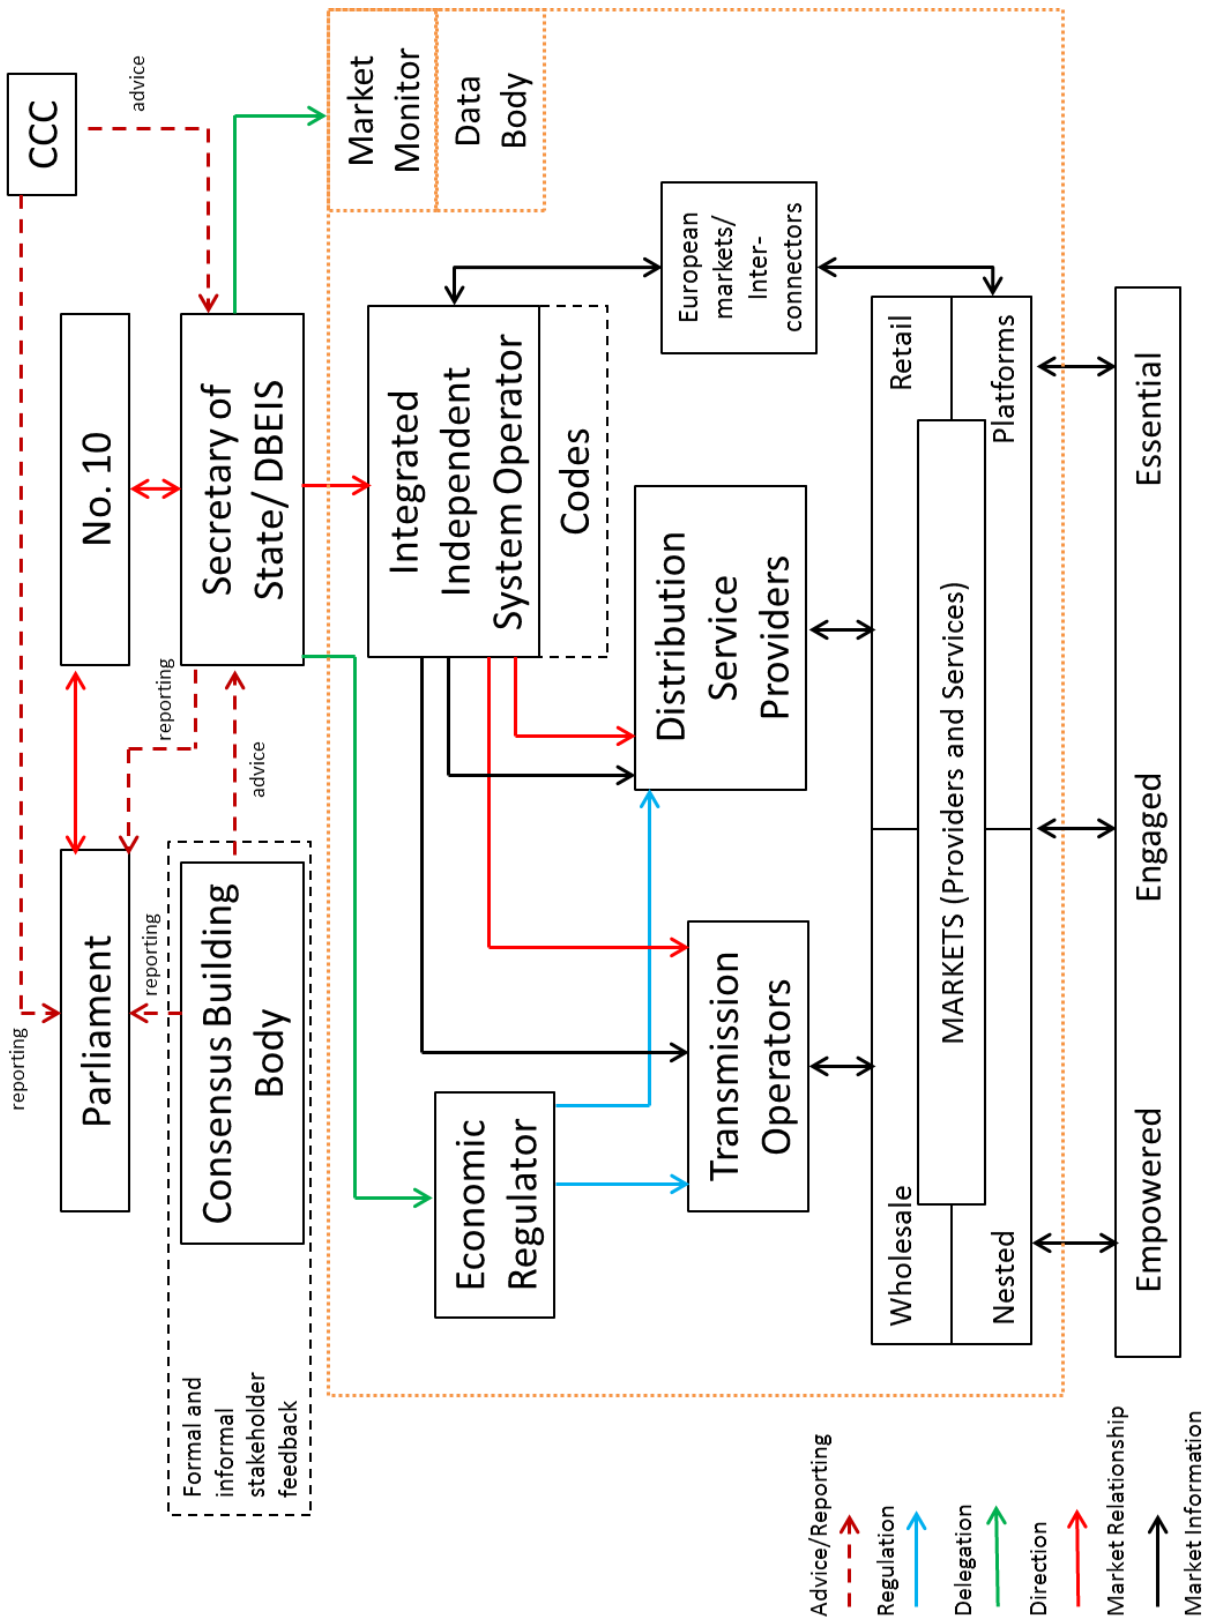 CCC
advice
reporting
Parliament
No. 10
reporting
reporting
Formal and
informal
stakeholder
feedback
Consensus Building
Body
advice
Secretary of
State/ DBEIS
Market
Monitor
Data
Body
Economic
Regulator
Integrated
Independent
System Operator
Codes
European
markets/
Inter-
connectors
Transmission
Operators
Distribution
Service
Providers
Wholesale
Retail
MARKETS (Providers and Services)
Nested
Platforms
Empowered
Engaged
Essential
Advice/Reporting
Regulation
Delegation
Direction
Market Relationship
Market Information